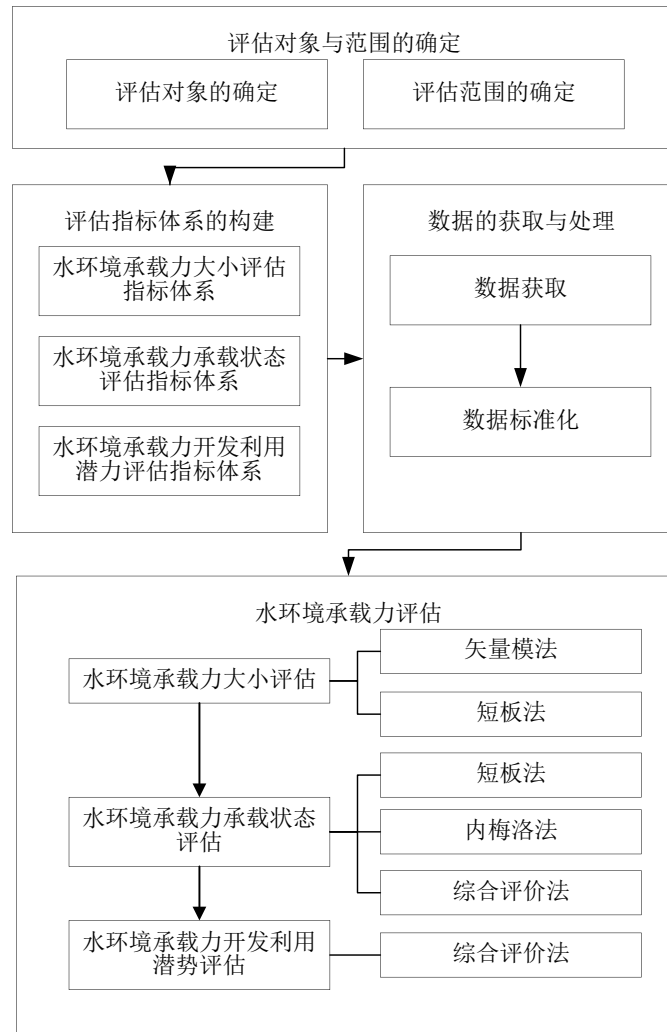 评估对象与范围的确定
评估对象的确定
评估范围的确定
评估指标体系的构建
水环境承载力大小评估
指标体系
水环境承载力承载状态
评估指标体系
水环境承载力开发利用
潜力评估指标体系
数据的获取与处理
数据获取
数据标准化
水环境承载力评估
水环境承载力大小评估
矢量模法
短板法
水环境承载力承载状态
评估
短板法
内梅洛法
综合评价法
水环境承载力开发利用
潜势评估
综合评价法